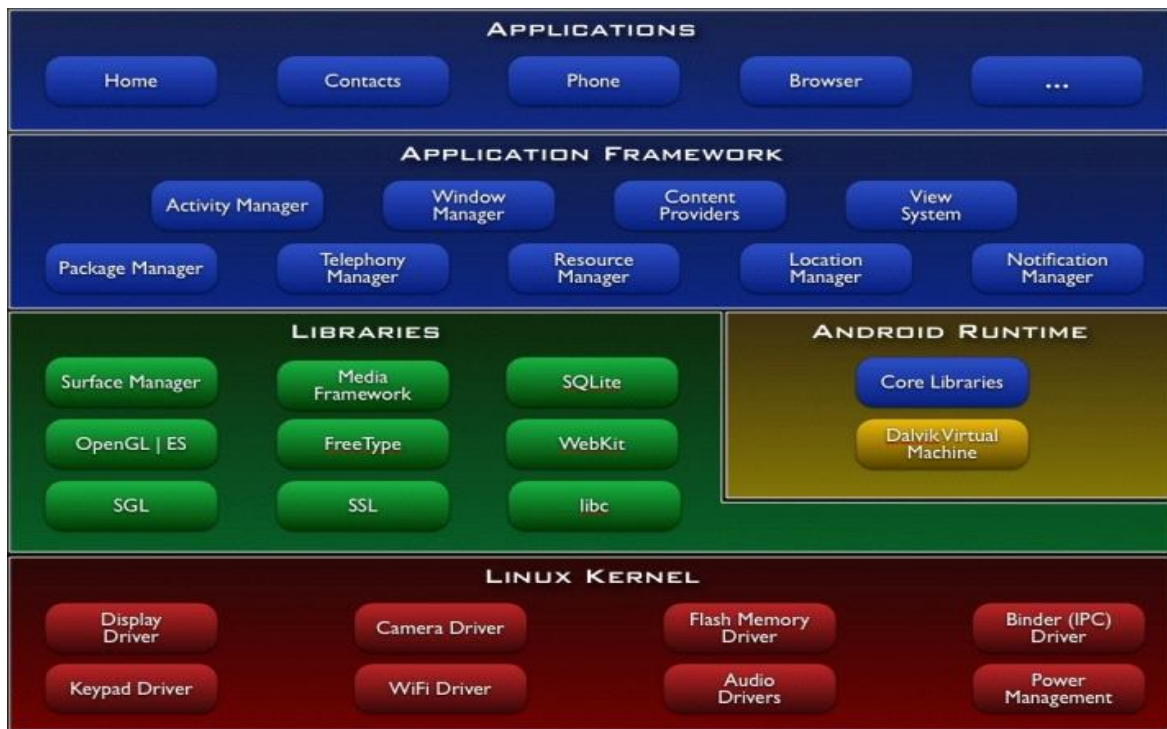 APPLICATIONS
Home
Contacts
Phone
Browser
...
APPLICATION FRAMEWORK
Activity Manager
Window
Manager
Content
Providers
View
System
Package Manager
Telephony
Manager
Resource
Manager
Location
Manager
Notification
Manager
LIBRARIES
Surface Manager
Media
Framework
SQLite
OpenGL | ES
FreeType
WebKit
SGL
SSL
libc
ANDROID RUNTIME
Core Libraries
Dalvik Virtual
Machine
LINUX KERNEL
Display
Driver
Camera Driver
Flash Memory
Driver
Binder (IPC)
Driver
Keypad Driver
WiFi Driver
Audio
Drivers
Power
Management